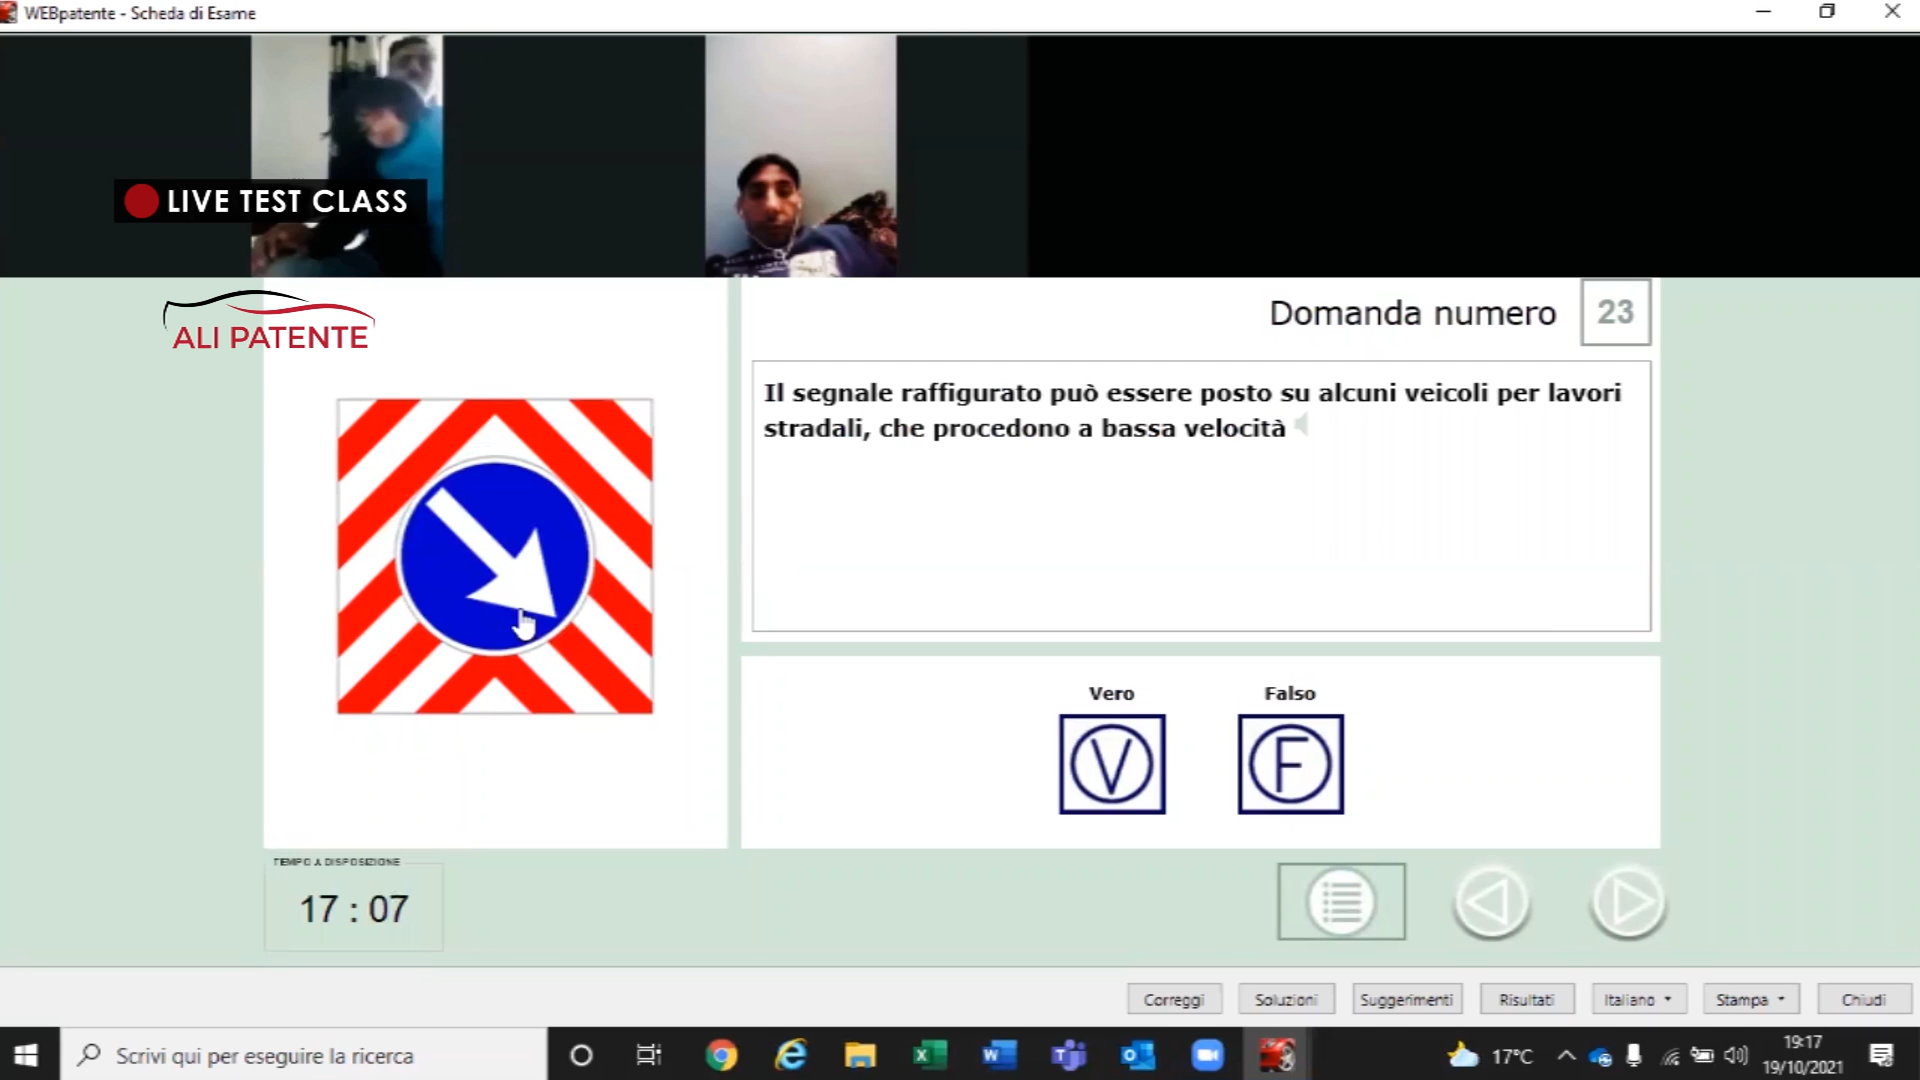 WEBpatente - Scheda di Esame
LIVE TEST CLASS
ALI PATENTE
Domanda numero 23
Il segnale raffigurato può essere posto su alcuni veicoli per lavori
stradali, che procedono a bassa velocità
Vero Falso
V F
TEMPO A DISPOSIZIONE
17 : 07
Correggi Soluzioni Suggerimenti Risultati Italiano Stampa Chiudi
Scrivi qui per eseguire la ricerca
17°C
19:17
19/10/2021